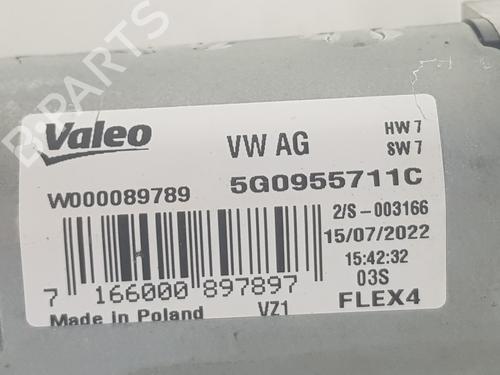 B-PARTS
Valeo
VW AG
HW 7
SW 7
W000089789
5G0955711C
2/S-003166
15/07/2022
15:42:32
03S
7 166000 897897
VZ1
FLEX4
Made in Poland